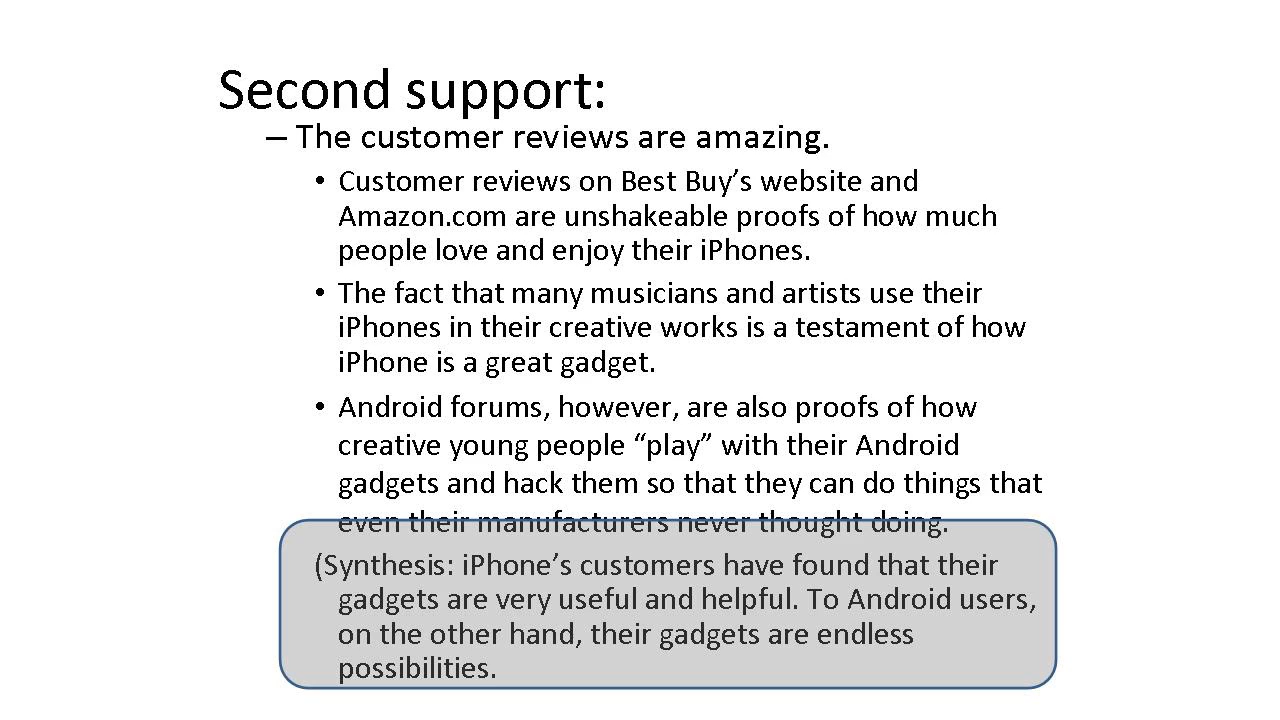 Second support:
– The customer reviews are amazing.
• Customer reviews on Best Buy’s website and
Amazon.com are unshakeable proofs of how much
people love and enjoy their iPhones.
• The fact that many musicians and artists use their
iPhones in their creative works is a testament of how
iPhone is a great gadget.
• Android forums, however, are also proofs of how
creative young people “play” with their Android
gadgets and hack them so that they can do things that
even their manufacturers never thought doing.
(Synthesis: iPhone’s customers have found that their
gadgets are very useful and helpful. To Android users,
on the other hand, their gadgets are endless
possibilities.